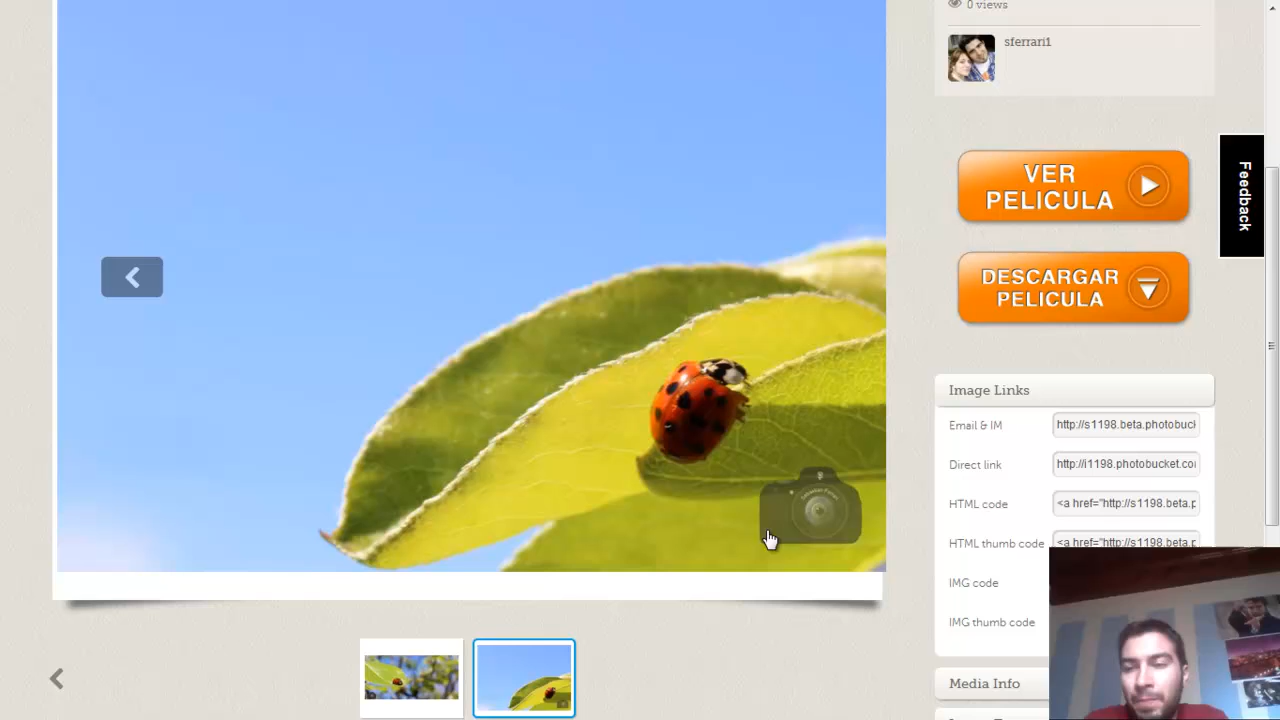 0 views
sferrari1
VER
PELICULA
DESCARGAR
PELICULA
Feedback
Image Links
Email & IM
http://s1198.beta.photobuck
Direct link
http://i1198.photobucket.co
HTML code
<a href="http://s1198.beta.p
HTML thumb code
<a href="http://s1198.beta.p
IMG code
IMG thumb code
Media Info